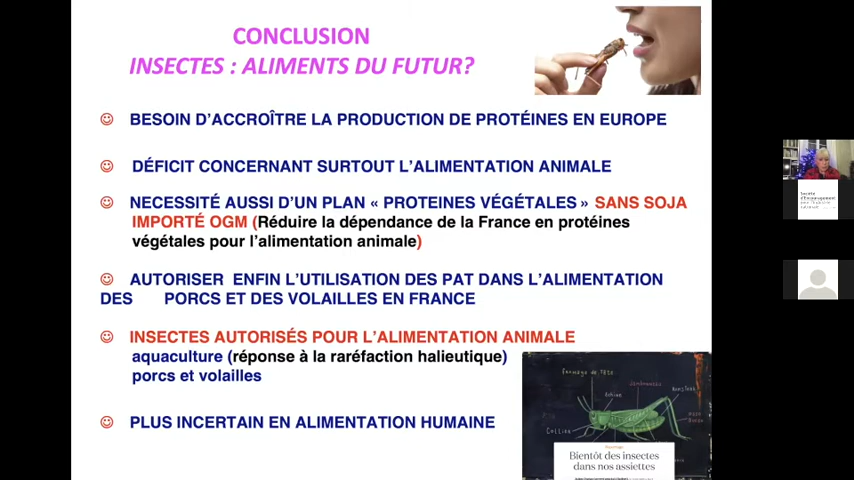 CONCLUSION
INSECTES : ALIMENTS DU FUTUR?
BESOIN D'ACCROÎTRE LA PRODUCTION DE PROTÉINES EN EUROPE
DÉFICIT CONCERNANT SURTOUT L'ALIMENTATION ANIMALE
NECESSITÉ AUSSI D'UN PLAN « PROTEINES VÉGÉTALES » SANS SOJA
IMPORTÉ OGM (Réduire la dépendance de la France en protéines
végétales pour l'alimentation animale)
AUTORISER ENFIN L'UTILISATION DES PAT DANS L'ALIMENTATION
DES PORCS ET DES VOLAILLES EN FRANCE
INSECTES AUTORISÉS POUR L'ALIMENTATION ANIMALE
aquaculture (réponse à la raréfaction halieutique)
porcs et volailles
PLUS INCERTAIN EN ALIMENTATION HUMAINE
Bientôt des insectes
dans nos assiettes
Société
d'Encouragement